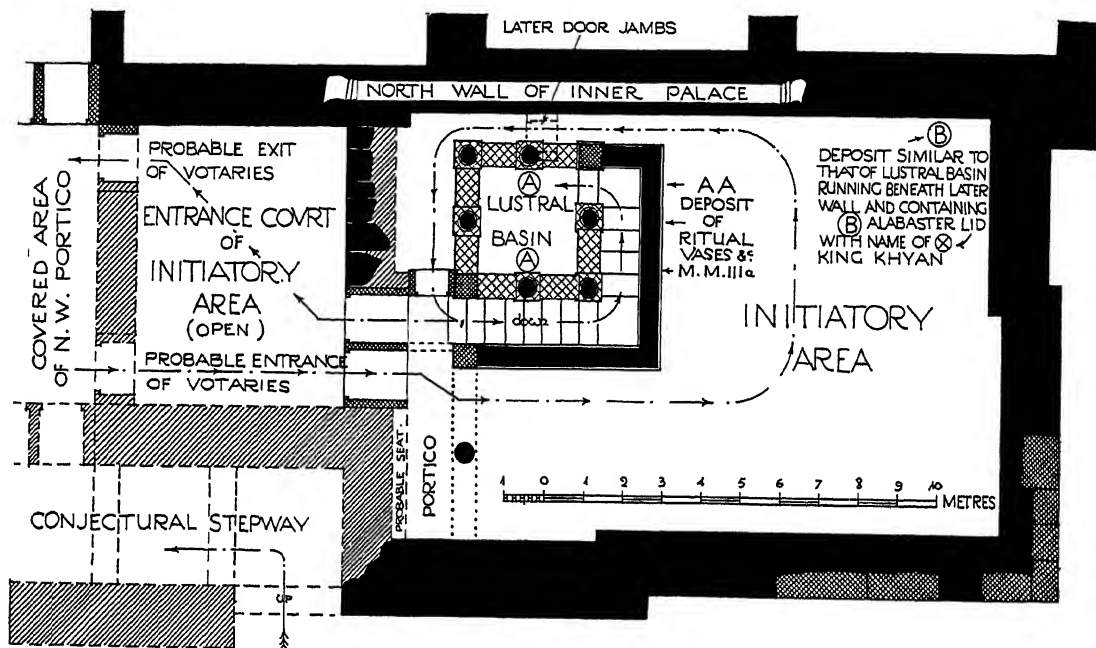 LATER DOOR JAMBS
NORTH WALL OF INNER PALACE
PROBABLE EXIT
OF VOTARIES
ENTRANCE COVRT
OF
INITIATORY
AREA
(OPEN)
PROBABLE ENTRANCE
OF VOTARIES
COVERED AREA
OF N.W. PORTICO
A
LUSTRAL
BASIN
A
down
A A
DEPOSIT
OF
RITUAL
VASES &c
M.M.IIIa
B
DEPOSIT SIMILAR TO
THAT OF LUSTRAL BASIN
RUNNING BENEATH LATER
WALL AND CONTAINING
B ALABASTER LID
WITH NAME OF X
KING KHYAN
INITIATORY
AREA
PROBABLE SEAT.
PORTICO
1 0 1 2 3 4 5 6 7 8 9 10
METRES
CONJECTURAL STEPWAY